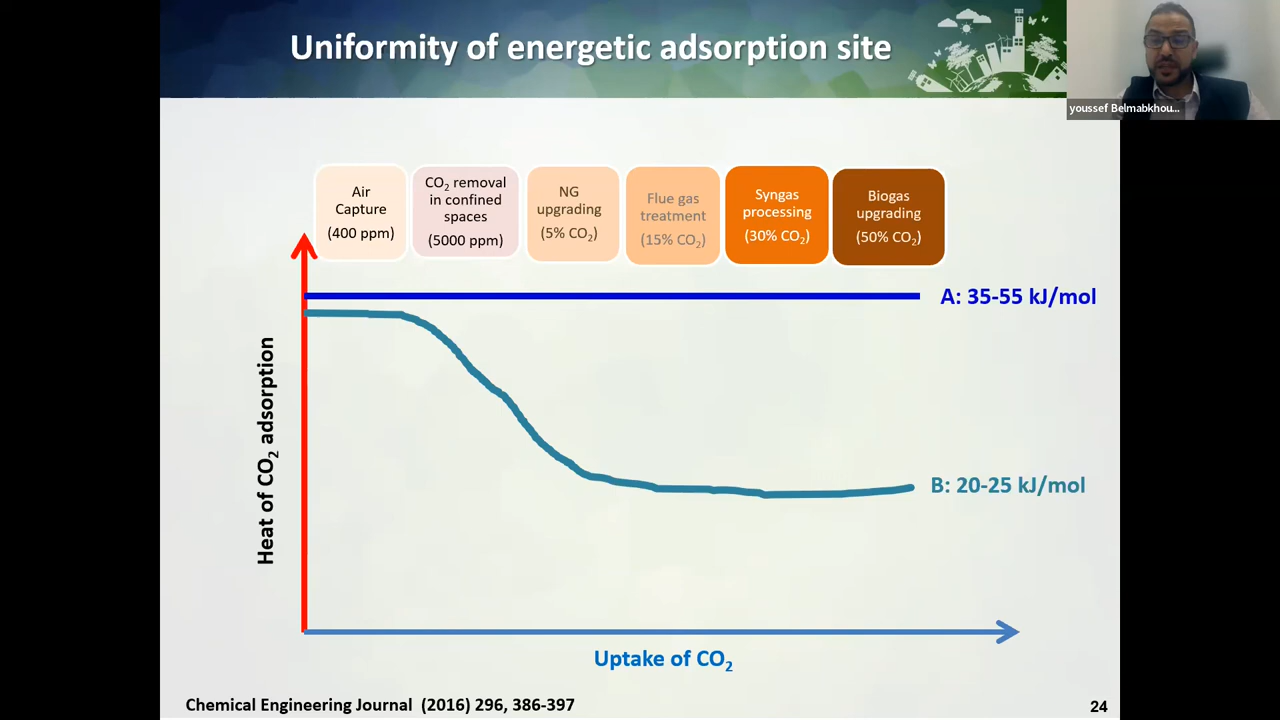 Uniformity of energetic adsorption site
youssef Belmabkhou...
Air
Capture
(400 ppm)
CO₂ removal
in confined
spaces
(5000 ppm)
NG
upgrading
(5% CO₂)
Flue gas
treatment
(15% CO₂)
Syngas
processing
(30% CO₂)
Biogas
upgrading
(50% CO₂)
A: 35-55 kJ/mol
Heat of CO₂ adsorption
B: 20-25 kJ/mol
Uptake of CO₂
Chemical Engineering Journal (2016) 296, 386-397
24